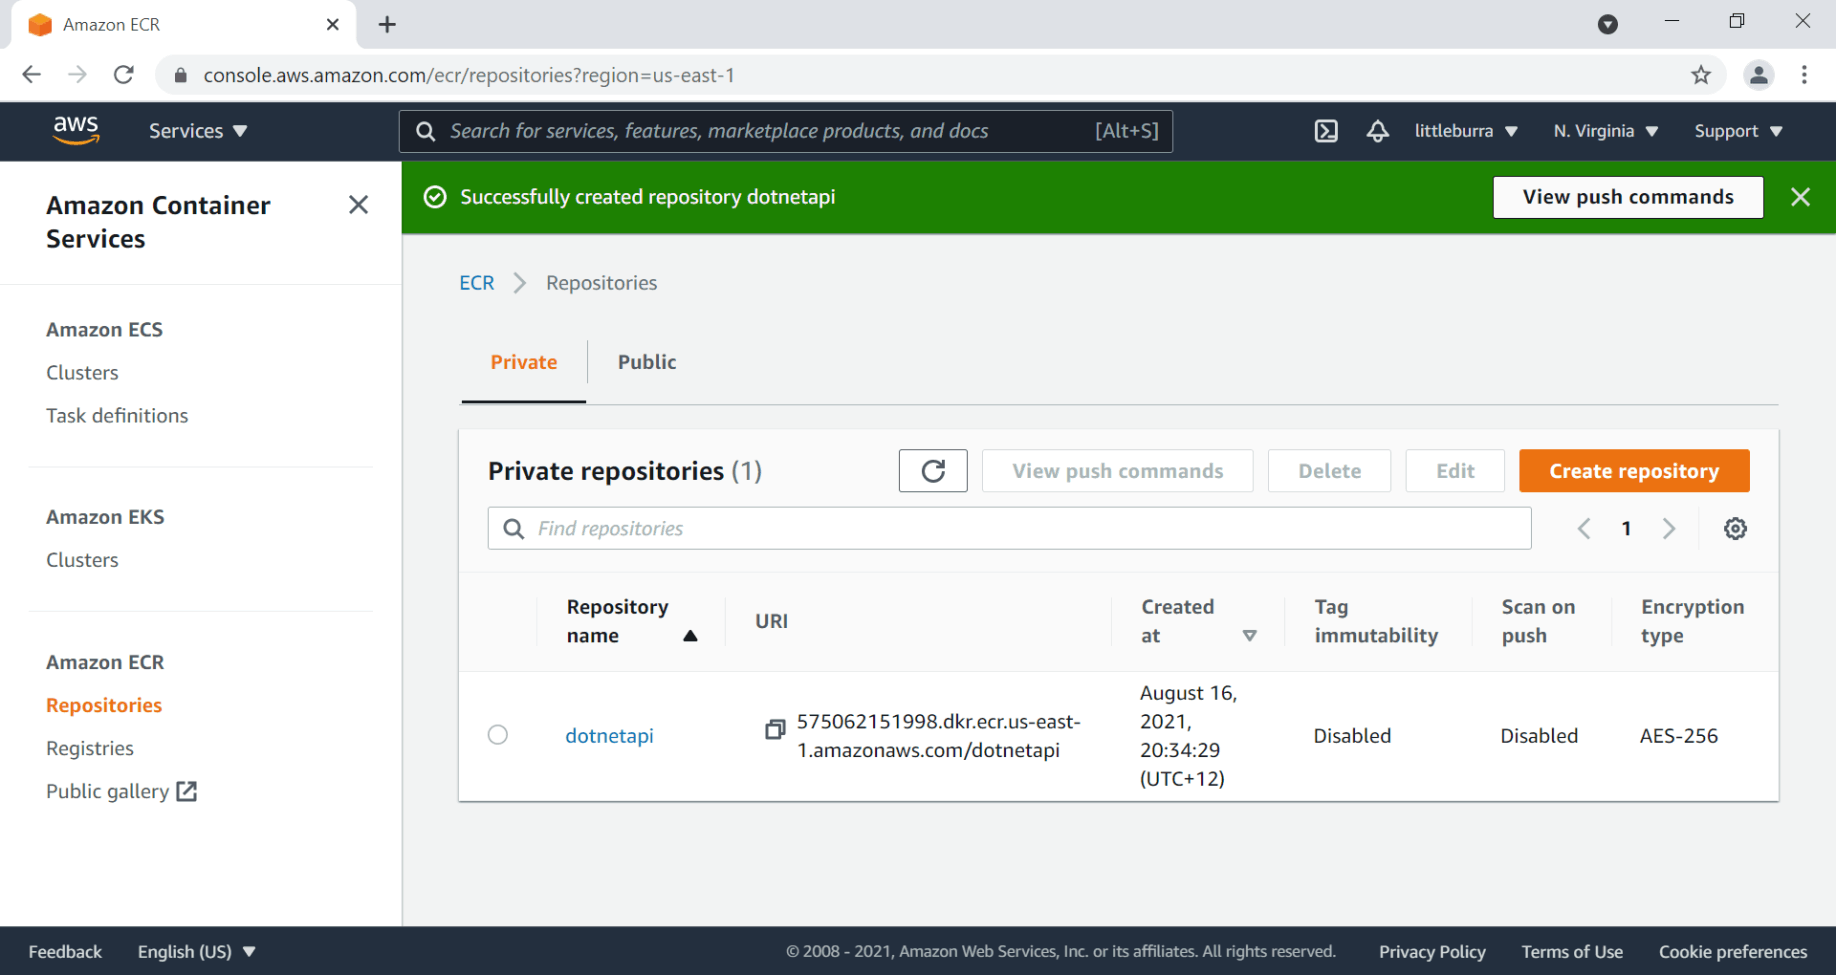 Amazon ECR
console.aws.amazon.com/ecr/repositories?region=us-east-1
aws
Services
Search for services, features, marketplace products, and docs
[Alt+S]
littleburra
N. Virginia
Support
Amazon Container
Services
Successfully created repository dotnetapi
View push commands
Amazon ECS
Clusters
Task definitions
Amazon EKS
Clusters
Amazon ECR
Repositories
Registries
Public gallery
ECR
Repositories
Private
Public
Private repositories (1)
View push commands
Delete
Edit
Create repository
Find repositories
1
Repository
name
URI
Created
at
Tag
immutability
Scan on
push
Encryption
type
dotnetapi
575062151998.dkr.ecr.us-east-
1.amazonaws.com/dotnetapi
August 16,
2021,
20:34:29
(UTC+12)
Disabled
Disabled
AES-256
Feedback
English (US)
© 2008 - 2021, Amazon Web Services, Inc. or its affiliates. All rights reserved.
Privacy Policy
Terms of Use
Cookie preferences